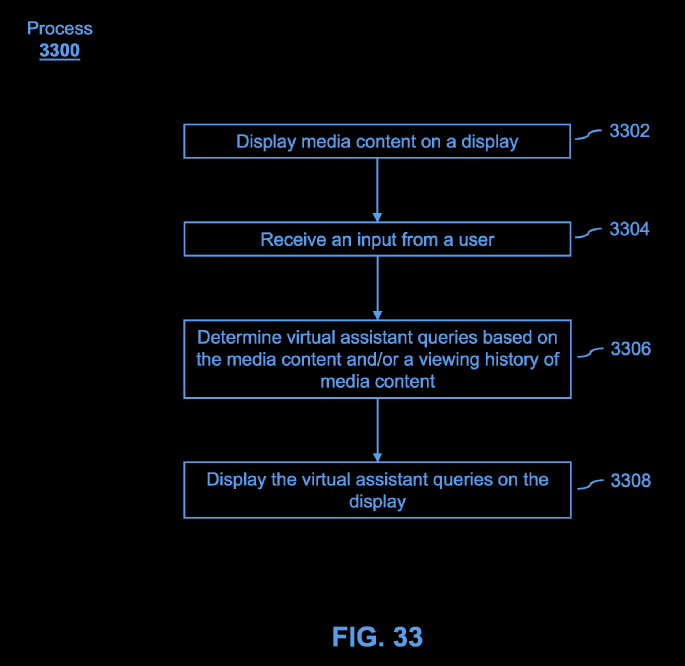 Process
3300
Display media content on a display
3302
Receive an input from a user
3304
Determine virtual assistant queries based on
the media content and/or a viewing history of
media content
3306
Display the virtual assistant queries on the
display
3308
FIG. 33